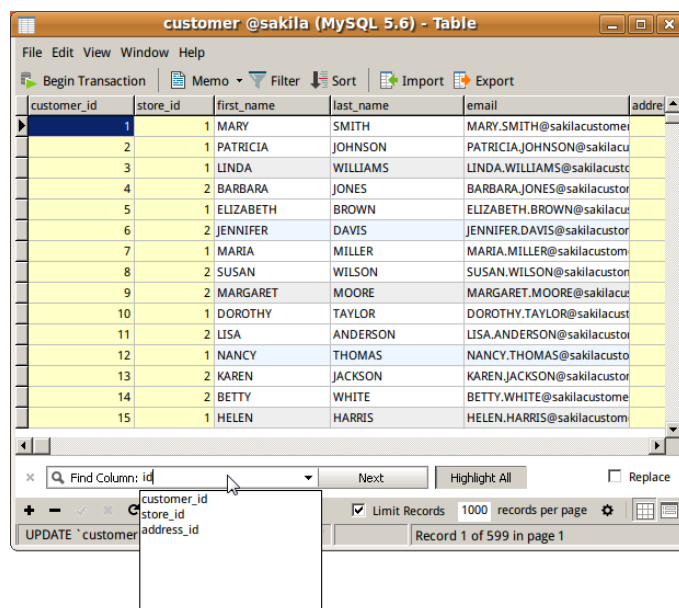 customer @sakila (MySQL 5.6) - Table
File Edit View Window Help
Begin Transaction Memo Filter Sort Import Export
customer_id store_id first_name last_name email addre
1 1 MARY SMITH MARY.SMITH@sakilacustomer
2 1 PATRICIA JOHNSON PATRICIA.JOHNSON@sakilacu
3 1 LINDA WILLIAMS LINDA.WILLIAMS@sakilacusto
4 2 BARBARA JONES BARBARA.JONES@sakilacustor
5 1 ELIZABETH BROWN ELIZABETH.BROWN@sakilacus
6 2 JENNIFER DAVIS JENNIFER.DAVIS@sakilacustor
7 1 MARIA MILLER MARIA.MILLER@sakilacustom
8 2 SUSAN WILSON SUSAN.WILSON@sakilacuston
9 2 MARGARET MOORE MARGARET.MOORE@sakilacus
10 1 DOROTHY TAYLOR DOROTHY.TAYLOR@sakilacust
11 2 LISA ANDERSON LISA.ANDERSON@sakilacustor
12 1 NANCY THOMAS NANCY.THOMAS@sakilacusto
13 2 KAREN JACKSON KAREN.JACKSON@sakilacustor
14 2 BETTY WHITE BETTY.WHITE@sakilacustome
15 1 HELEN HARRIS HELEN.HARRIS@sakilacustom
Find Column: id Next Highlight All Replace
customer_id
store_id
address_id
Limit Records 1000 records per page
UPDATE `customer Record 1 of 599 in page 1